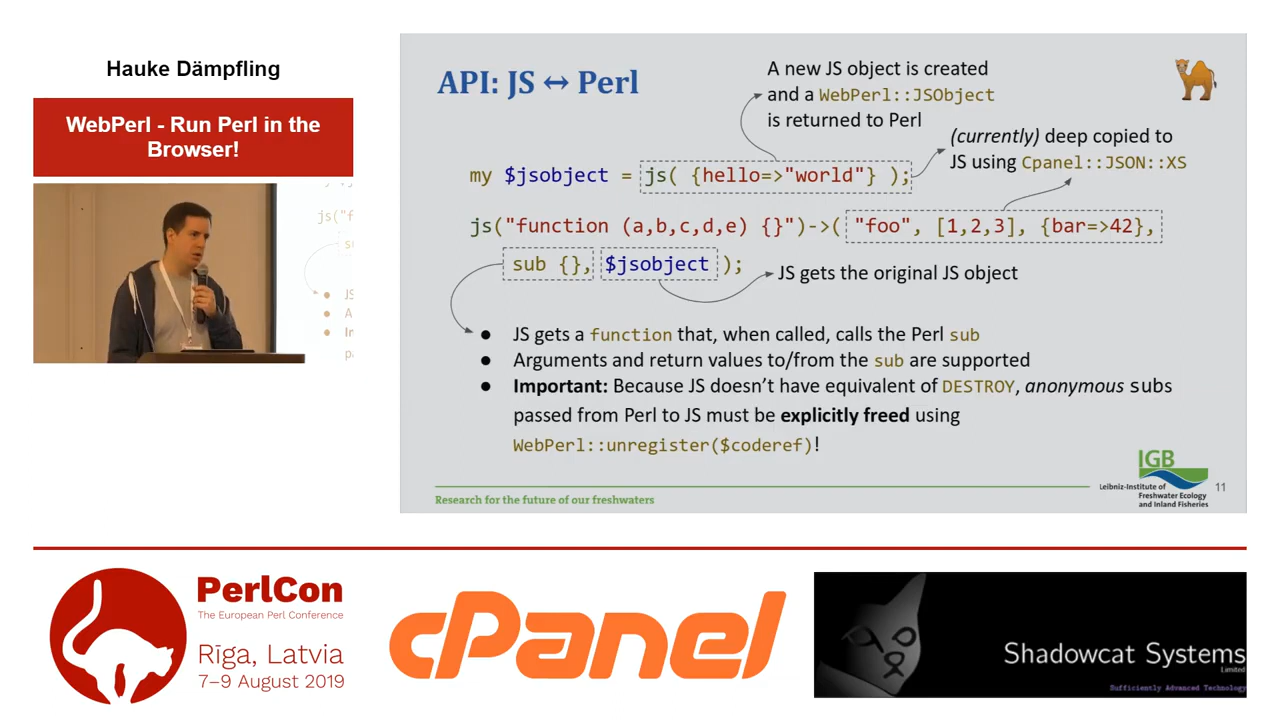 Hauke Dämpfling
WebPerl - Run Perl in the
Browser!
js("f
su
JS
A
In
pa
API: JS ↔ Perl
A new JS object is created
and a WebPerl::JSObject
is returned to Perl
(currently) deep copied to
JS using Cpanel::JSON::XS
my $jsobject = js( {hello=>"world"} );
js("function (a,b,c,d,e) {}")->( "foo", [1,2,3], {bar=>42},
sub {}, $jsobject );
JS gets the original JS object
● JS gets a function that, when called, calls the Perl sub
● Arguments and return values to/from the sub are supported
● Important: Because JS doesn't have equivalent of DESTROY, anonymous subs
passed from Perl to JS must be explicitly freed using
WebPerl::unregister($coderef)!
Research for the future of our freshwaters
IGB
Leibniz-Institute of
Freshwater Ecology
and Inland Fisheries
11
PerlCon
The European Perl Conference
Rīga, Latvia
7–9 August 2019
cPanel
Shadowcat Systems
Limited
Sufficiently Advanced Technology